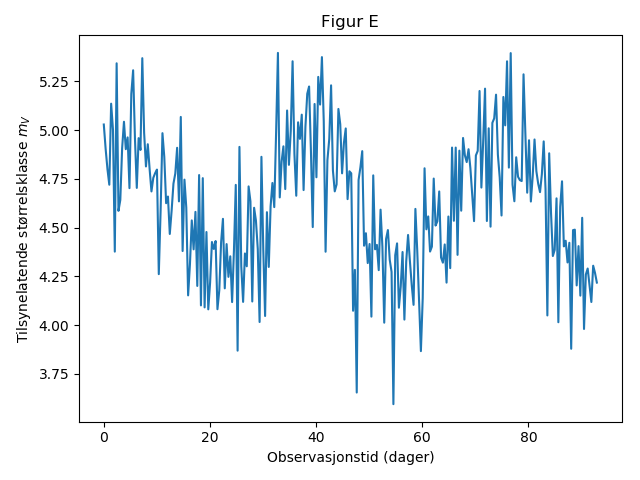 Figur E
Tilsynelatende størrelsklasse $m_V$
5.25
5.00
4.75
4.50
4.25
4.00
3.75
0 20 40 60 80
Observasjonstid (dager)